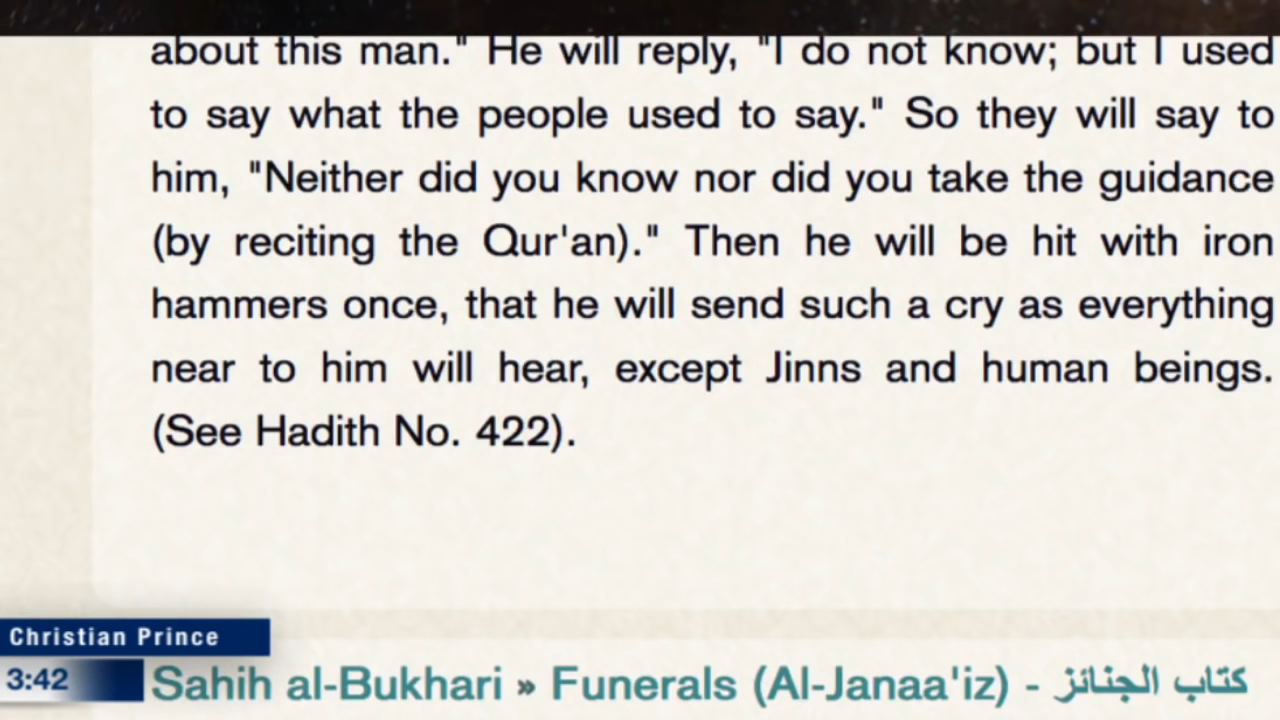 about this man." He will reply, "I do not know; but I used
to say what the people used to say." So they will say to
him, "Neither did you know nor did you take the guidance
(by reciting the Qur'an)." Then he will be hit with iron
hammers once, that he will send such a cry as everything
near to him will hear, except Jinns and human beings.
(See Hadith No. 422).
Christian Prince
3:42
Sahih al-Bukhari » Funerals (Al-Janaa'iz) - كتاب الجنائز